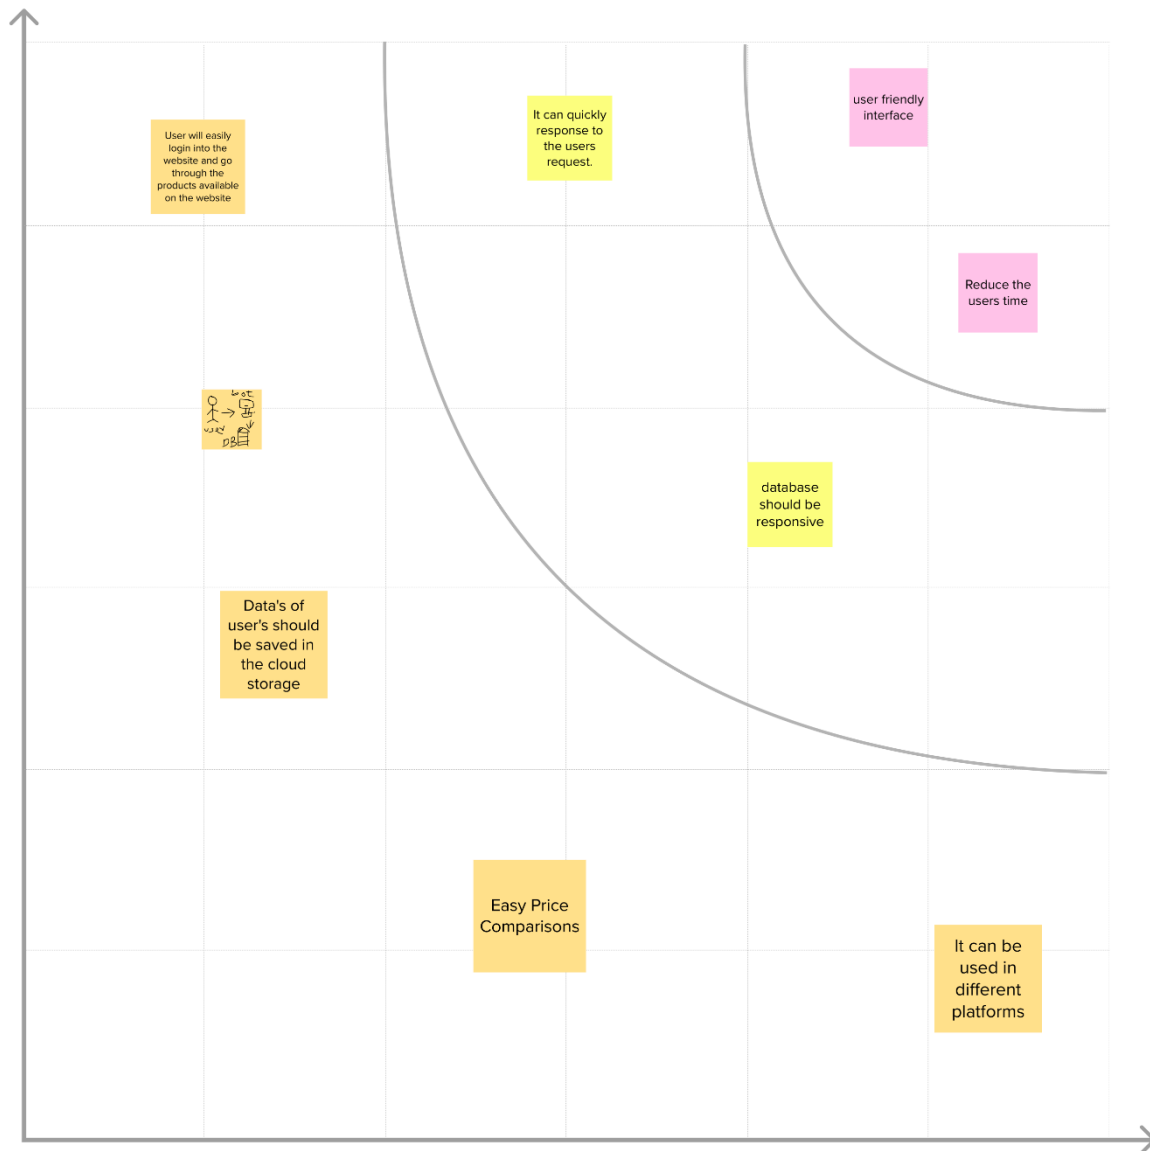 user friendly
interface
It can quickly
response to
the users
request.
User will easily
login into the
website and go
through the
products available
on the website
Reduce the
users time
DB
database
should be
responsive
Data's of
user's should
be saved in
the cloud
storage
Easy Price
Comparisons
It can be
used in
different
platforms